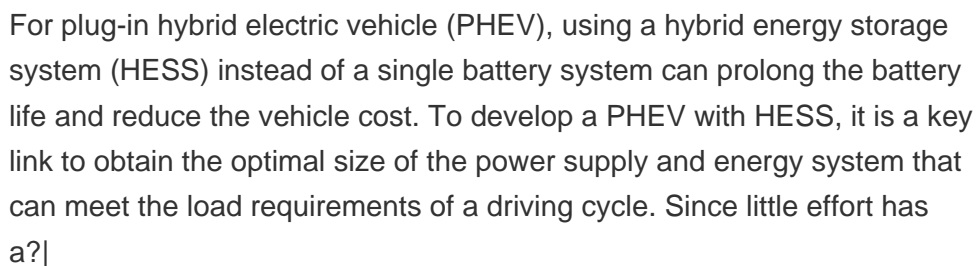 For plug-in hybrid electric vehicle (PHEV), using a hybrid energy storage
system (HESS) instead of a single battery system can prolong the battery
life and reduce the vehicle cost. To develop a PHEV with HESS, it is a key
link to obtain the optimal size of the power supply and energy system that
can meet the load requirements of a driving cycle. Since little effort has
a?|